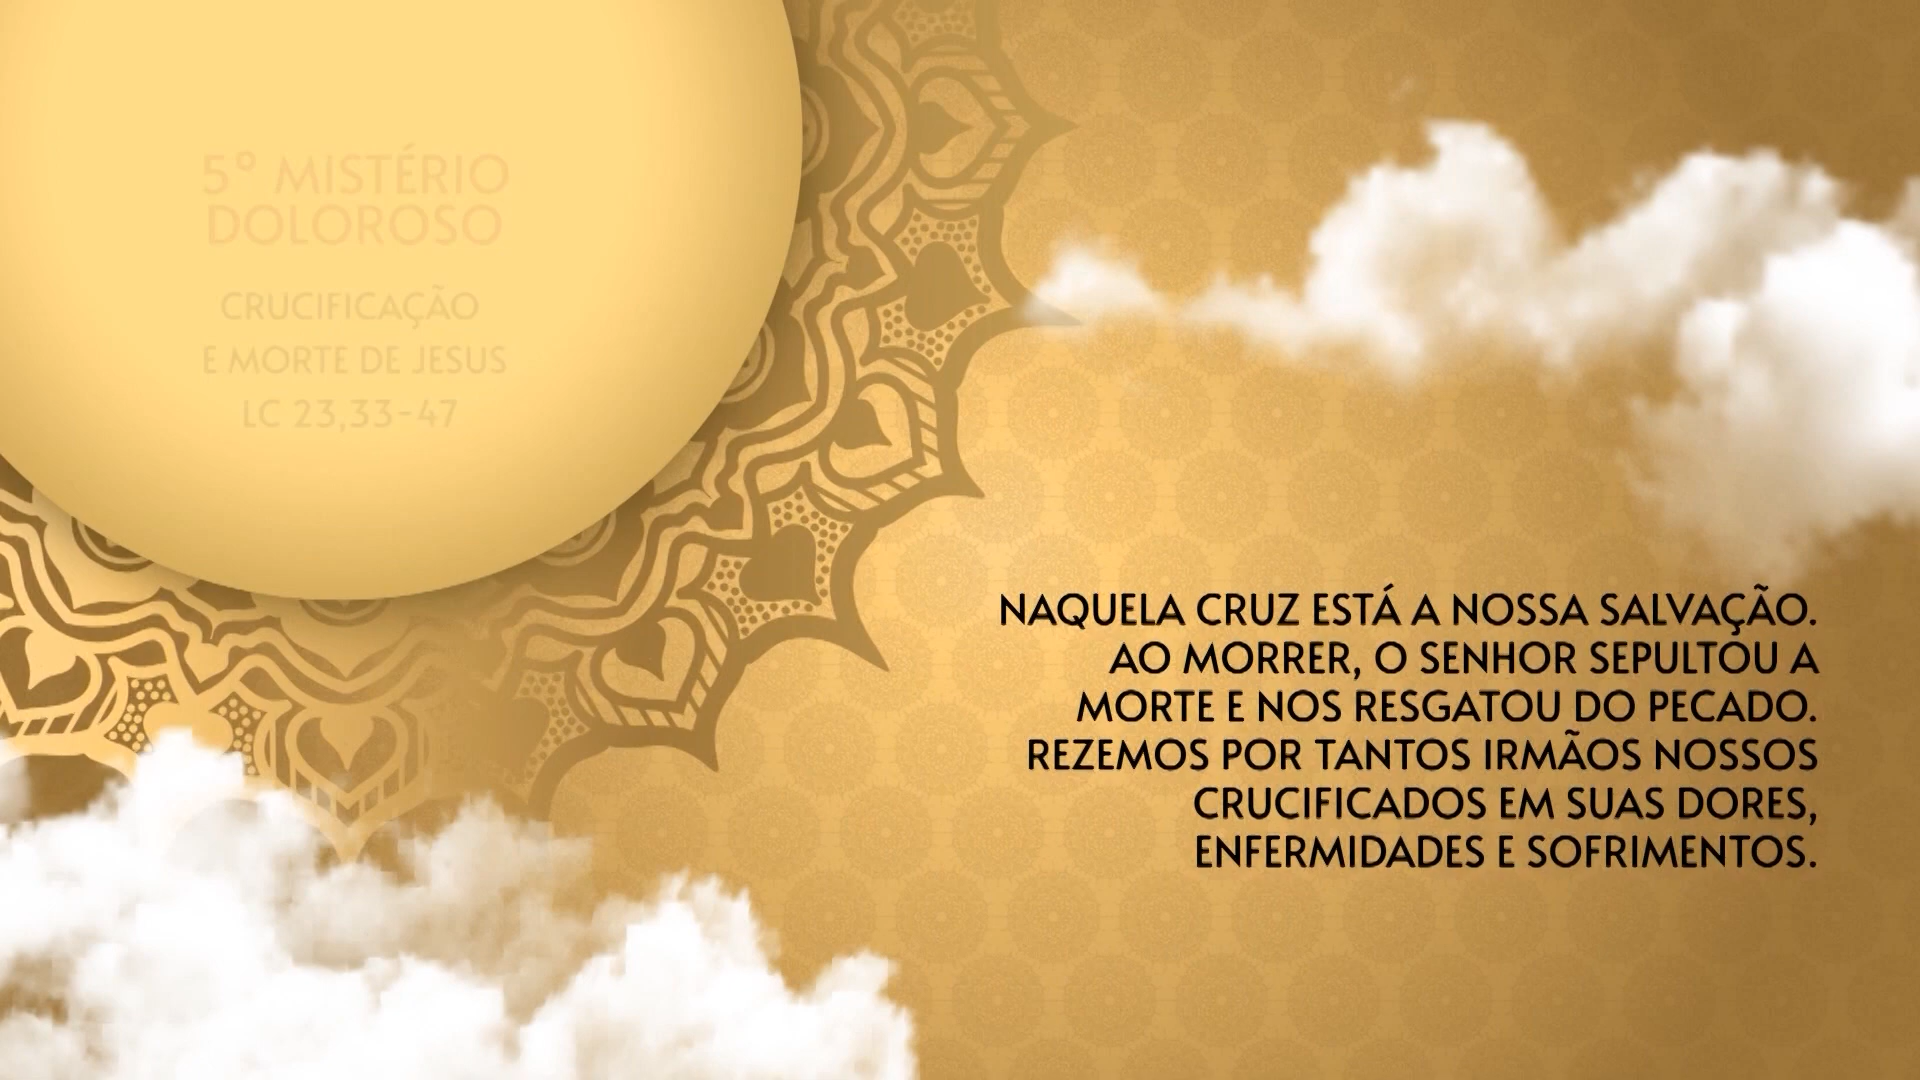 5º MISTÉRIO
DOLOROSO
CRUCIFICAÇÃO
E MORTE DE JESUS
LC 23,33-47
NAQUELA CRUZ ESTÁ A NOSSA SALVAÇÃO.
AO MORRER, O SENHOR SEPULTOU A
MORTE E NOS RESGATOU DO PECADO.
REZEMOS POR TANTOS IRMÃOS NOSSOS
CRUCIFICADOS EM SUAS DORES,
ENFERMIDADES E SOFRIMENTOS.